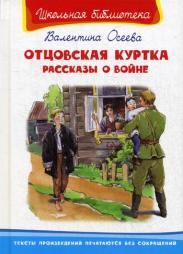 Школьная библиотека
Валентина Осеева
ОТЦОВСКАЯ КУРТКА
РАССКАЗЫ О ВОЙНЕ
ТЕКСТЫ ПРОИЗВЕДЕНИЙ ПЕЧАТАЮТСЯ БЕЗ СОКРАЩЕНИЙ